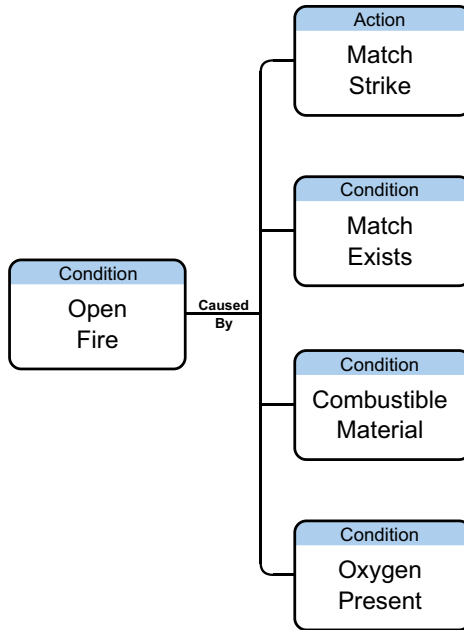 Action
Match
Strike
Condition
Match
Exists
Condition
Open
Fire
Caused
By
Condition
Combustible
Material
Condition
Oxygen
Present